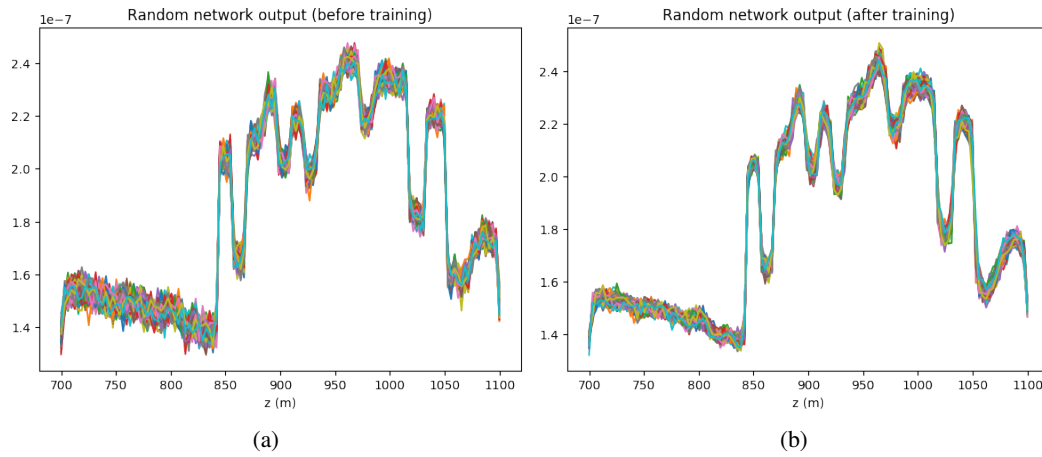 Random network output (before training)
1e−7
2.4
2.2
2.0
1.8
1.6
1.4
700 750 800 850 900 950 1000 1050 1100
z (m)
(a)
Random network output (after training)
1e−7
2.4
2.2
2.0
1.8
1.6
1.4
700 750 800 850 900 950 1000 1050 1100
z (m)
(b)